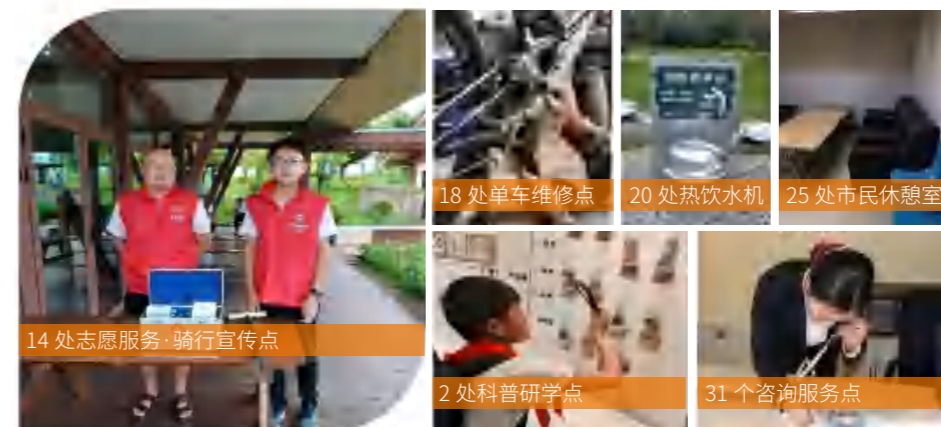 18 处单车维修点
20 处热饮水机
25 处市民休憩室
14 处志愿服务·骑行宣传点
2 处科普研学点
31 个咨询服务点